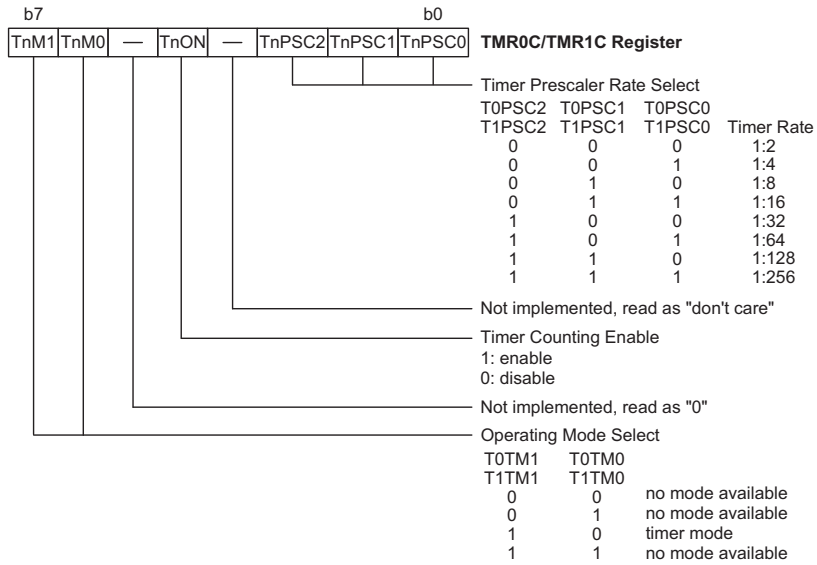 b7 b0
TnM1 TnM0 — TnON — TnPSC2 TnPSC1 TnPSC0 TMR0C/TMR1C Register
Timer Prescaler Rate Select
T0PSC2 T0PSC1 T0PSC0
T1PSC2 T1PSC1 T1PSC0 Timer Rate
0 0 0 1:2
0 0 1 1:4
0 1 0 1:8
0 1 1 1:16
1 0 0 1:32
1 0 1 1:64
1 1 0 1:128
1 1 1 1:256
Not implemented, read as "don't care"
Timer Counting Enable
1: enable
0: disable
Not implemented, read as "0"
Operating Mode Select
T0TM1 T0TM0
T1TM1 T1TM0
0 0 no mode available
0 1 no mode available
1 0 timer mode
1 1 no mode available